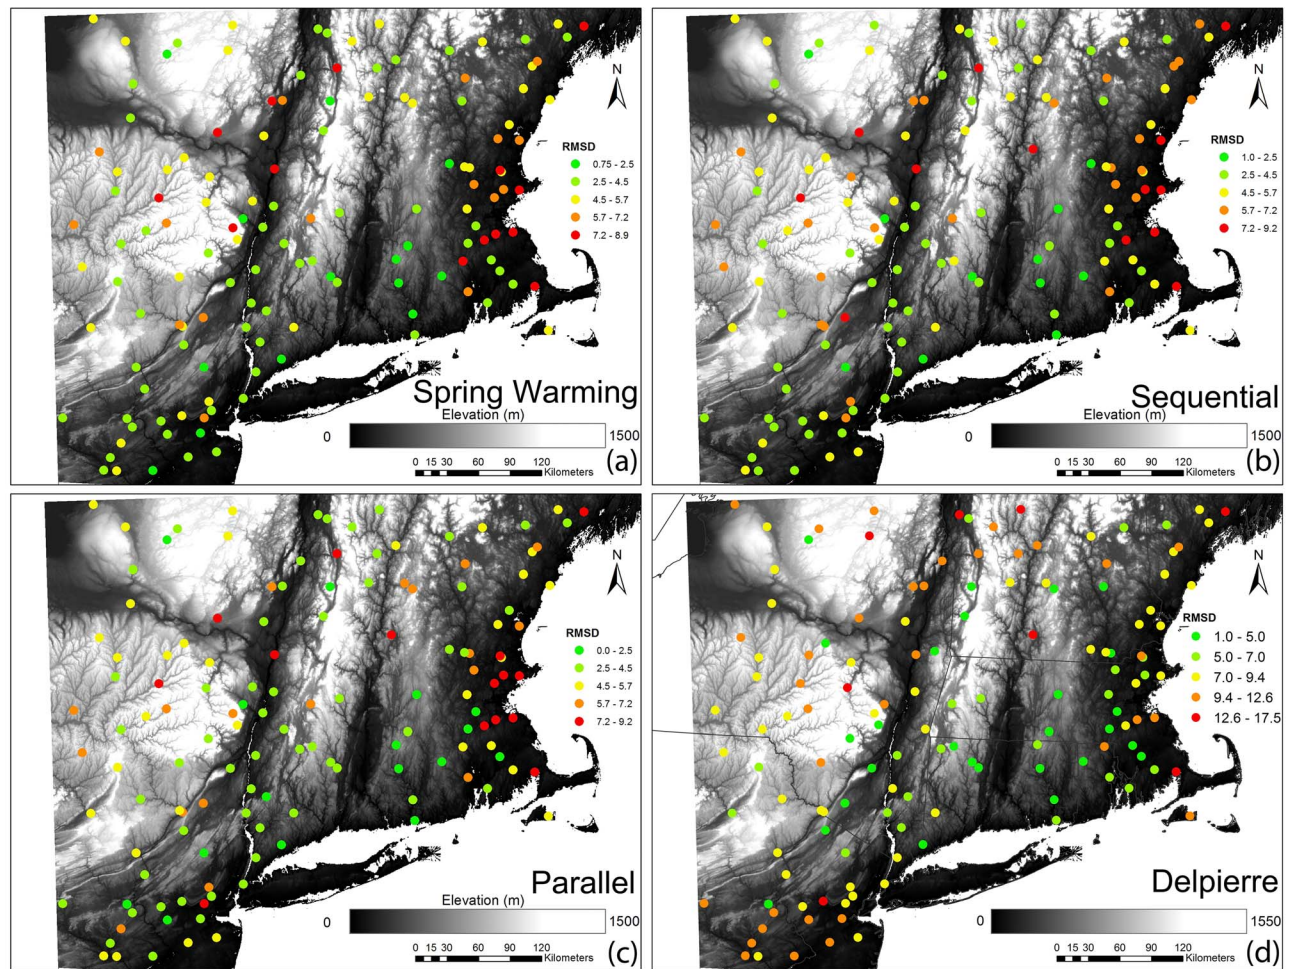 N
RMSD
0.75 - 2.5
2.5 - 4.5
4.5 - 5.7
5.7 - 7.2
7.2 - 8.9
Spring Warming
Elevation (m)
0
1500
0 15 30 60 90 120
Kilometers
(a)
N
RMSD
1.0 - 2.5
2.5 - 4.5
4.5 - 5.7
5.7 - 7.2
7.2 - 9.2
Sequential
Elevation (m)
0
1500
0 15 30 60 90 120
Kilometers
(b)
N
RMSD
0.0 - 2.5
2.5 - 4.5
4.5 - 5.7
5.7 - 7.2
7.2 - 9.2
Parallel
Elevation (m)
0
1500
0 15 30 60 90 120
Kilometers
(c)
N
RMSD
1.0 - 5.0
5.0 - 7.0
7.0 - 9.4
9.4 - 12.6
12.6 - 17.5
Delpierre
0
1550
0 15 30 60 90 120
Kilometers
(d)